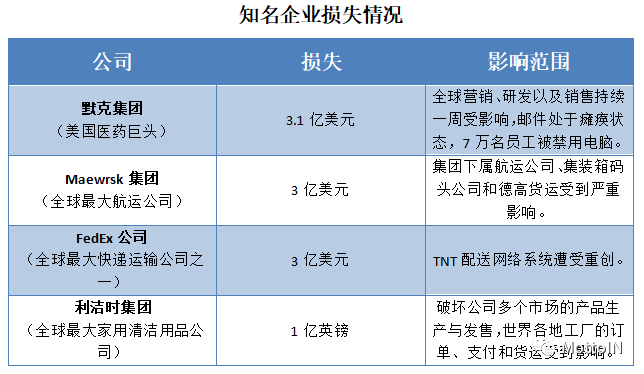 知名企业损失情况
公司 损失 影响范围
默克集团
（美国医药巨头）
3.1 亿美元
全球营销、研发以及销售持续
一周受影响，邮件处于瘫痪
状态，7 万名员工被禁用电脑。
Maewrsk 集团
（全球最大航运公司）
3 亿美元
集团下属航运公司、集装箱码
头公司和德高货运受到严重
影响。
FedEx 公司
（全球最大快递运输公司之
一）
3 亿美元
TNT 配送网络系统遭受重创。
利洁时集团
（全球最大家用清洁用品公
司）
1 亿英镑
破坏公司多个市场的产品生
产与发售，世界各地工厂的订
单、支付和货运受到影响。
MottoIN